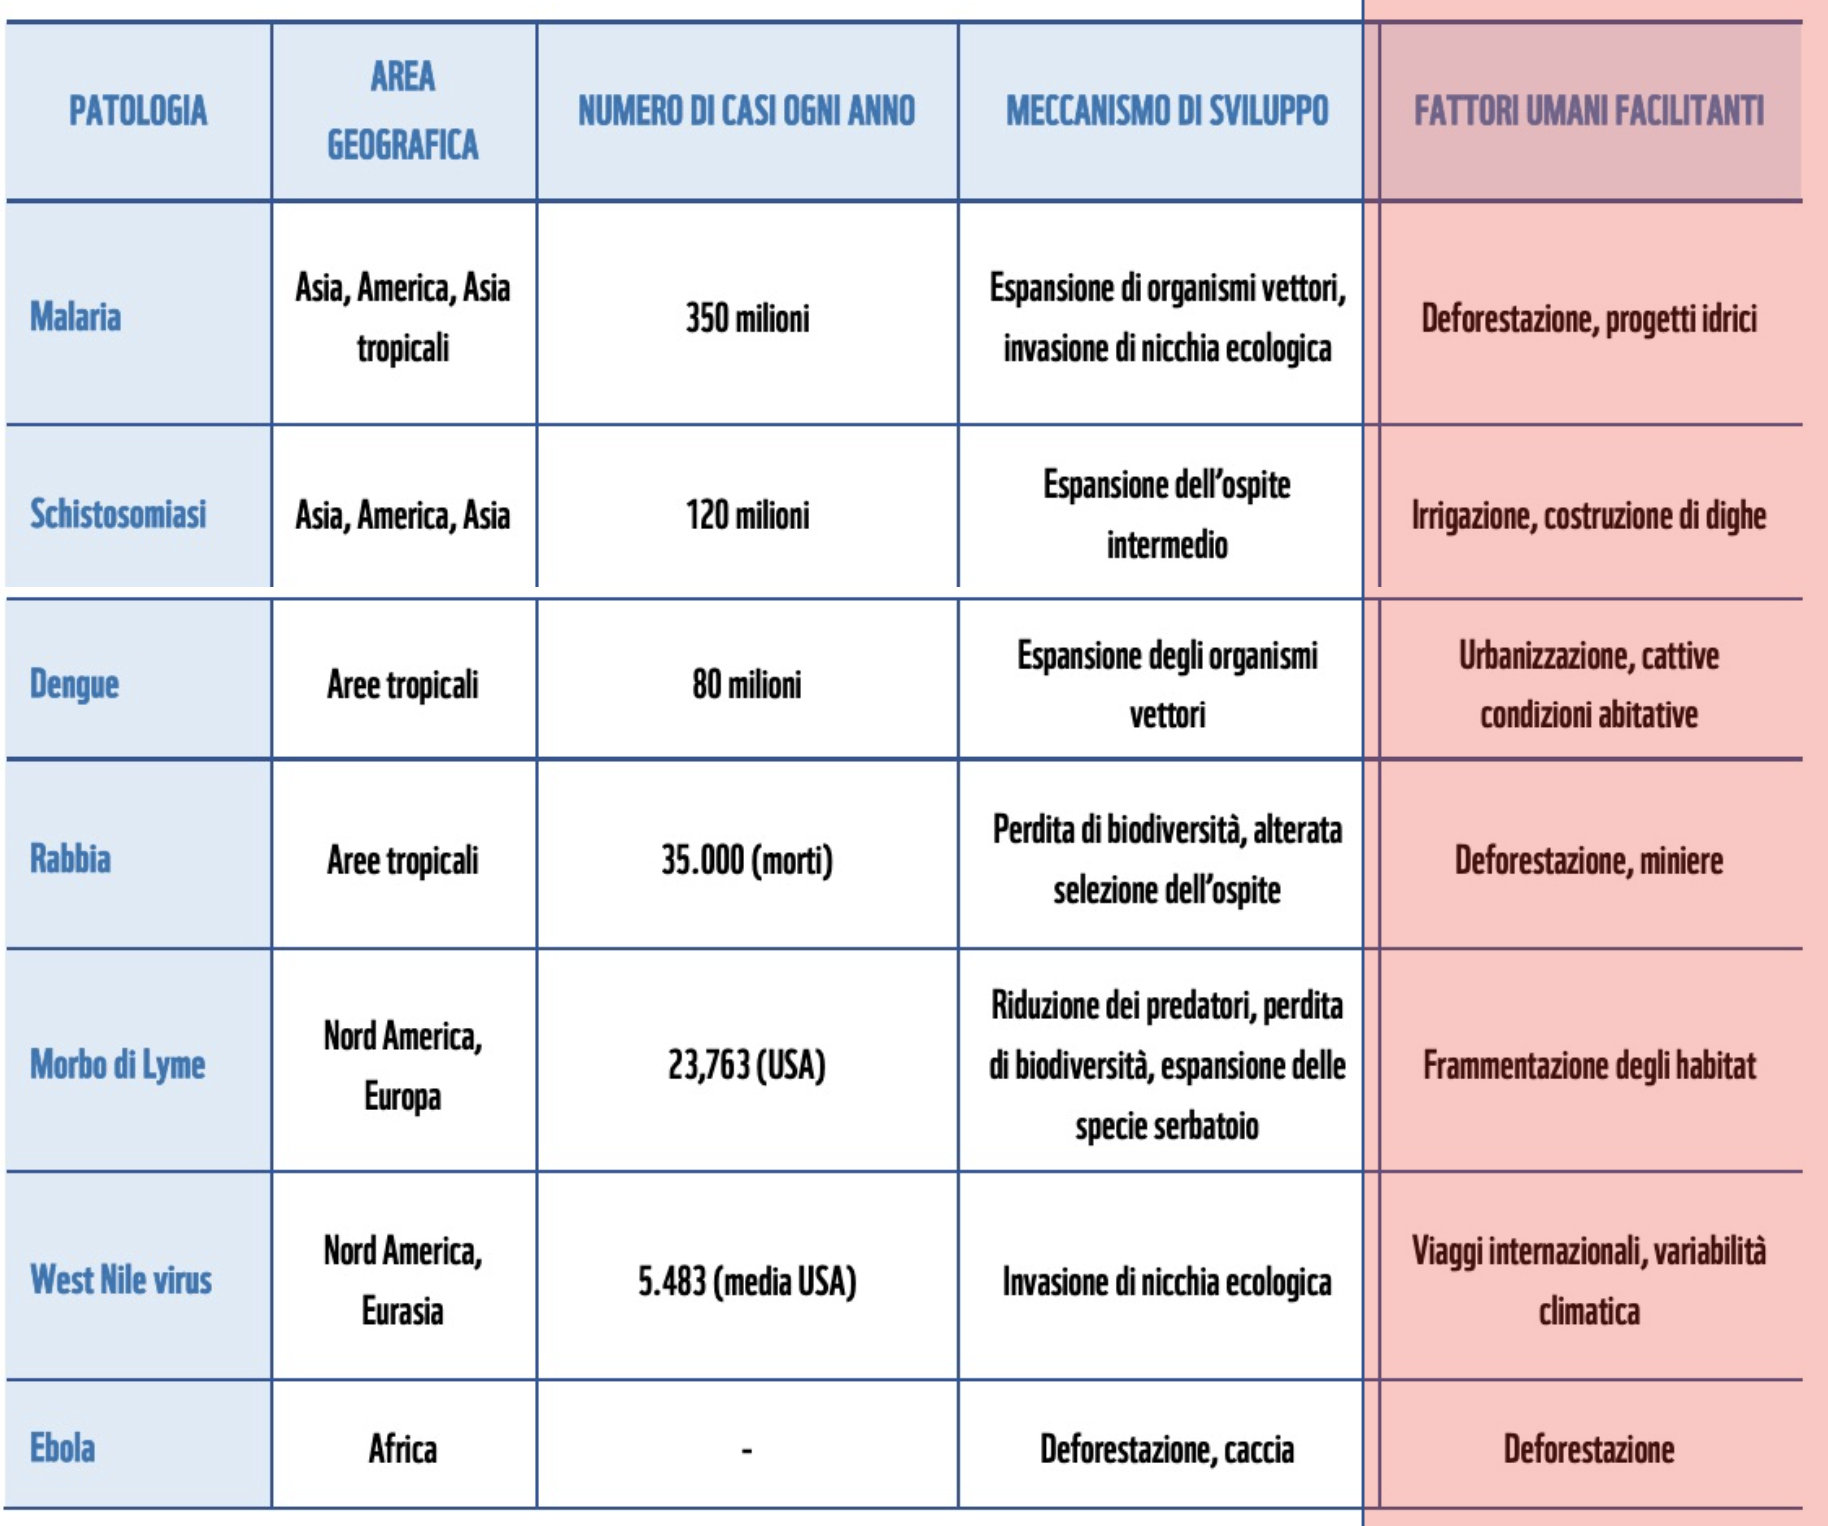 PATOLOGIA
AREA
GEOGRAFICA
NUMERO DI CASI OGNI ANNO
MECCANISMO DI SVILUPPO
FATTORI UMANI FACILITANTI
Malaria
Asia, America, Asia
tropicali
350 milioni
Espansione di organismi vettori,
invasione di nicchia ecologica
Deforestazione, progetti idrici
Schistosomiasi
Asia, America, Asia
120 milioni
Espansione dell'ospite
intermedio
Irrigazione, costruzione di dighe
Dengue
Aree tropicali
80 milioni
Espansione degli organismi
vettori
Urbanizzazione, cattive
condizioni abitative
Rabbia
Aree tropicali
35.000 (morti)
Perdita di biodiversità, alterata
selezione dell'ospite
Deforestazione, miniere
Morbo di Lyme
Nord America,
Europa
23,763 (USA)
Riduzione dei predatori, perdita
di biodiversità, espansione delle
specie serbatoio
Frammentazione degli habitat
West Nile virus
Nord America,
Eurasia
5.483 (media USA)
Invasione di nicchia ecologica
Viaggi internazionali, variabilità
climatica
Ebola
Africa
-
Deforestazione, caccia
Deforestazione